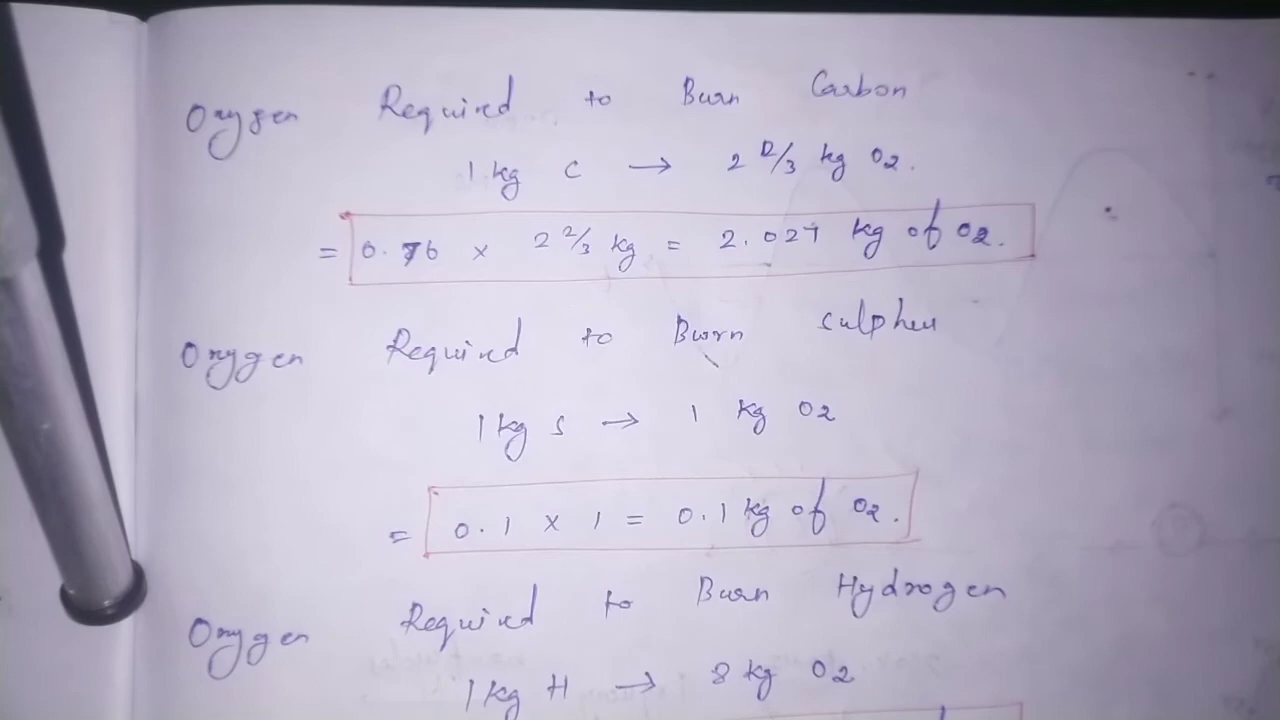 Oxygen Required to Burn Carbon
1 kg C → 2 2/3 kg O2.
= 0.76 × 2 2/3 kg = 2.027 kg of O2.
Oxygen Required to Burn Sulphur
1 kg S → 1 kg O2
= 0.1 × 1 = 0.1 kg of O2.
Oxygen Required to Burn Hydrogen
1 kg H → 8 kg O2